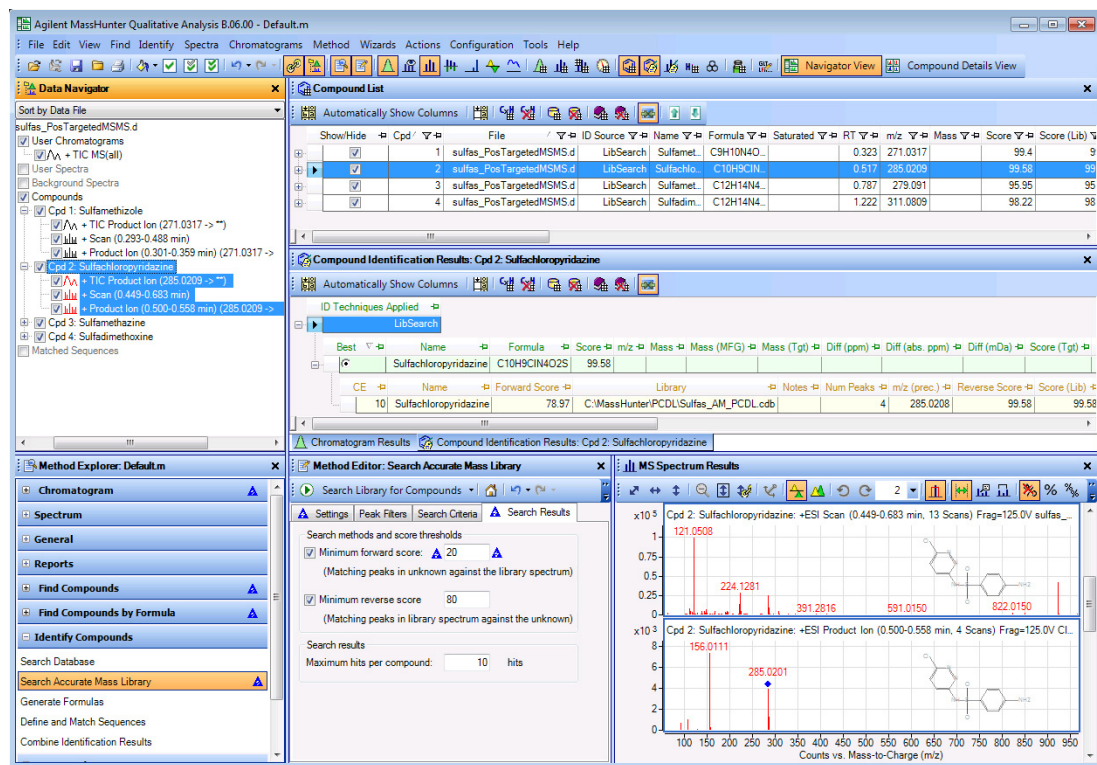 Agilent MassHunter Qualitative Analysis B.06.00 - Default.m
File Edit View Find Identify Spectra Chromatograms Method Wizards Actions Configuration Tools Help
Navigator View Compound Details View
Data Navigator
Sort by Data File
sulfas_PosTargetedMSMS.d
User Chromatograms
+ TIC MS(all)
User Spectra
Background Spectra
Compounds
Cpd 1: Sulfamethizole
+ TIC Product Ion (271.0317 -> **)
+ Scan (0.293-0.488 min)
+ Product Ion (0.301-0.359 min) (271.0317 ->
Cpd 2: Sulfachloropyridazine
+ TIC Product Ion (285.0209 -> **)
+ Scan (0.449-0.683 min)
+ Product Ion (0.500-0.558 min) (285.0209 ->
Cpd 3: Sulfamethazine
Cpd 4: Sulfadimethoxine
Matched Sequences
Compound List
Automatically Show Columns
Show/Hide Cpd File ID Source Name Formula Saturated RT m/z Mass Score Score (Lib)
1 sulfas_PosTargetedMSMS.d LibSearch Sulfamet... C9H10N4O... 0.323 271.0317 99.4 9
2 sulfas_PosTargetedMSMS.d LibSearch Sulfachlo... C10H9ClN... 0.517 285.0209 99.58 99
3 sulfas_PosTargetedMSMS.d LibSearch Sulfamet... C12H14N4... 0.787 279.091 95.95 95
4 sulfas_PosTargetedMSMS.d LibSearch Sulfadim... C12H14N4... 1.222 311.0809 98.22 98
Compound Identification Results: Cpd 2: Sulfachloropyridazine
Automatically Show Columns
ID Techniques Applied
LibSearch
Best Name Formula Score m/z Mass Mass (MFG) Mass (Tgt) Diff (ppm) Diff (abs. ppm) Diff (mDa) Score (Tgt)
Sulfachloropyridazine C10H9ClN4O2S 99.58
CE Name Forward Score Library Notes Num Peaks m/z (prec.) Reverse Score Score (Lib)
10 Sulfachloropyridazine 78.97 C:\MassHunter\PCDL\Sulfas_AM_PCDL.cdb 4 285.0208 99.58 99.58
Chromatogram Results Compound Identification Results: Cpd 2: Sulfachloropyridazine
Method Explorer: Default.m
Chromatogram
Spectrum
General
Reports
Find Compounds
Find Compounds by Formula
Identify Compounds
Search Database
Search Accurate Mass Library
Generate Formulas
Define and Match Sequences
Combine Identification Results
Method Editor: Search Accurate Mass Library
Search Library for Compounds
Settings Peak Filters Search Criteria Search Results
Search methods and score thresholds
Minimum forward score: 20
(Matching peaks in unknown against the library spectrum)
Minimum reverse score 80
(Matching peaks in library spectrum against the unknown)
Search results
Maximum hits per compound: 10 hits
MS Spectrum Results
2
x10 5 Cpd 2: Sulfachloropyridazine: +ESI Scan (0.449-0.683 min, 13 Scans) Frag=125.0V sulfas_...
1
0.75
0.5
0.25
0
121.0508
224.1281
391.2816
591.0150
822.0150
x10 3 Cpd 2: Sulfachloropyridazine: +ESI Product Ion (0.500-0.558 min, 4 Scans) Frag=125.0V CI...
8
6
4
2
0
156.0111
285.0201
100 150 200 250 300 350 400 450 500 550 600 650 700 750 800 850 900 950
Counts vs. Mass-to-Charge (m/z)